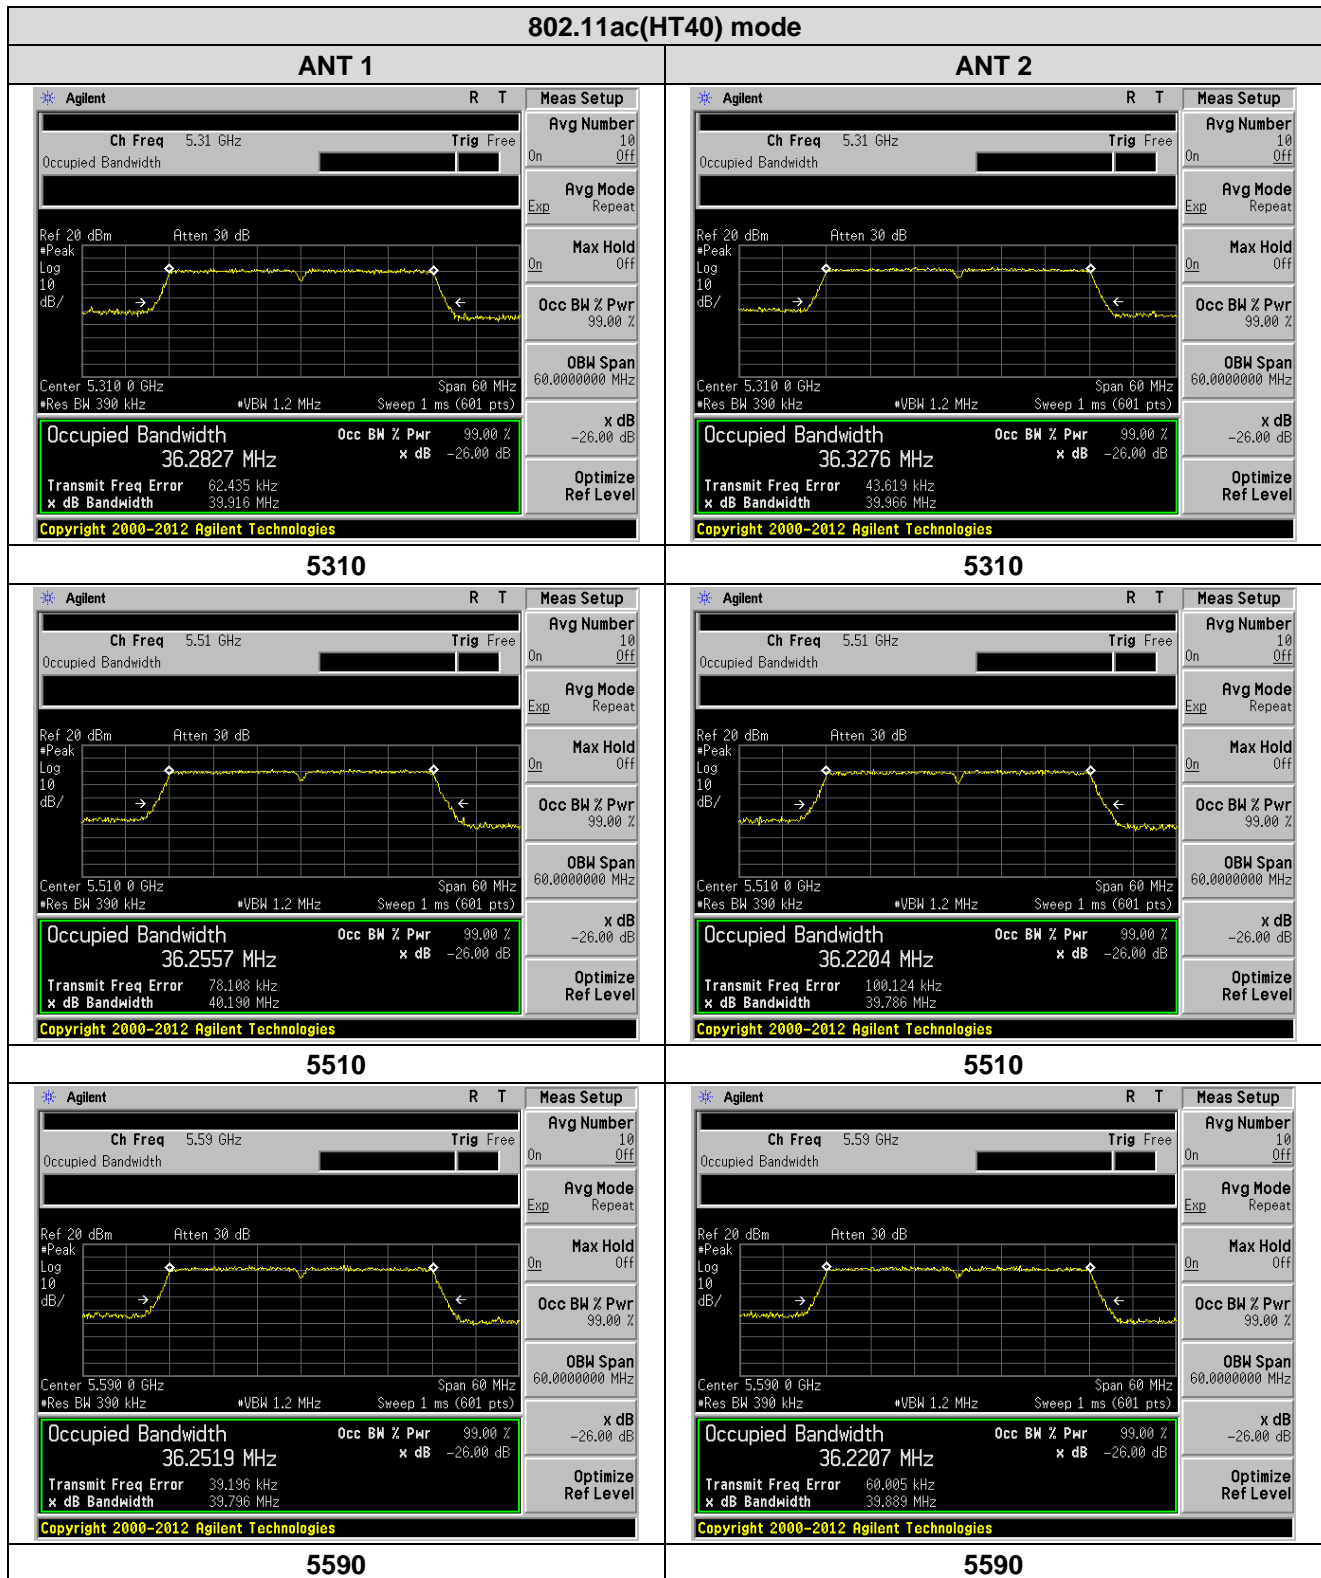 802.11ac(HT40) mode
ANT 1
ANT 2
Agilent R T Meas Setup
Ch Freq 5.31 GHz Trig Free
Occupied Bandwidth
Avg Number
10
On Off
Avg Mode
Exp Repeat
Ref 20 dBm Atten 30 dB
#Peak
Log
10
dB/
Max Hold
On Off
Occ BW % Pwr
99.00 %
OBW Span
60.0000000 MHz
Center 5.310 0 GHz Span 60 MHz
#Res BW 390 kHz #VBW 1.2 MHz Sweep 1 ms (601 pts)
x dB
-26.00 dB
Occupied Bandwidth Occ BW % Pwr 99.00 %
36.2827 MHz x dB -26.00 dB
Transmit Freq Error 62.435 kHz
x dB Bandwidth 39.916 MHz
Optimize
Ref Level
Copyright 2000-2012 Agilent Technologies
Agilent R T Meas Setup
Ch Freq 5.31 GHz Trig Free
Occupied Bandwidth
Avg Number
10
On Off
Avg Mode
Exp Repeat
Ref 20 dBm Atten 30 dB
#Peak
Log
10
dB/
Max Hold
On Off
Occ BW % Pwr
99.00 %
OBW Span
60.0000000 MHz
Center 5.310 0 GHz Span 60 MHz
#Res BW 390 kHz #VBW 1.2 MHz Sweep 1 ms (601 pts)
x dB
-26.00 dB
Occupied Bandwidth Occ BW % Pwr 99.00 %
36.3276 MHz x dB -26.00 dB
Transmit Freq Error 43.619 kHz
x dB Bandwidth 39.966 MHz
Optimize
Ref Level
Copyright 2000-2012 Agilent Technologies
5310
5310
Agilent R T Meas Setup
Ch Freq 5.51 GHz Trig Free
Occupied Bandwidth
Avg Number
10
On Off
Avg Mode
Exp Repeat
Ref 20 dBm Atten 30 dB
#Peak
Log
10
dB/
Max Hold
On Off
Occ BW % Pwr
99.00 %
OBW Span
60.0000000 MHz
Center 5.510 0 GHz Span 60 MHz
#Res BW 390 kHz #VBW 1.2 MHz Sweep 1 ms (601 pts)
x dB
-26.00 dB
Occupied Bandwidth Occ BW % Pwr 99.00 %
36.2557 MHz x dB -26.00 dB
Transmit Freq Error 78.108 kHz
x dB Bandwidth 40.190 MHz
Optimize
Ref Level
Copyright 2000-2012 Agilent Technologies
Agilent R T Meas Setup
Ch Freq 5.51 GHz Trig Free
Occupied Bandwidth
Avg Number
10
On Off
Avg Mode
Exp Repeat
Ref 20 dBm Atten 30 dB
#Peak
Log
10
dB/
Max Hold
On Off
Occ BW % Pwr
99.00 %
OBW Span
60.0000000 MHz
Center 5.510 0 GHz Span 60 MHz
#Res BW 390 kHz #VBW 1.2 MHz Sweep 1 ms (601 pts)
x dB
-26.00 dB
Occupied Bandwidth Occ BW % Pwr 99.00 %
36.2204 MHz x dB -26.00 dB
Transmit Freq Error 100.124 kHz
x dB Bandwidth 39.786 MHz
Optimize
Ref Level
Copyright 2000-2012 Agilent Technologies
5510
5510
Agilent R T Meas Setup
Ch Freq 5.59 GHz Trig Free
Occupied Bandwidth
Avg Number
10
On Off
Avg Mode
Exp Repeat
Ref 20 dBm Atten 30 dB
#Peak
Log
10
dB/
Max Hold
On Off
Occ BW % Pwr
99.00 %
OBW Span
60.0000000 MHz
Center 5.590 0 GHz Span 60 MHz
#Res BW 390 kHz #VBW 1.2 MHz Sweep 1 ms (601 pts)
x dB
-26.00 dB
Occupied Bandwidth Occ BW % Pwr 99.00 %
36.2519 MHz x dB -26.00 dB
Transmit Freq Error 39.196 kHz
x dB Bandwidth 39.796 MHz
Optimize
Ref Level
Copyright 2000-2012 Agilent Technologies
Agilent R T Meas Setup
Ch Freq 5.59 GHz Trig Free
Occupied Bandwidth
Avg Number
10
On Off
Avg Mode
Exp Repeat
Ref 20 dBm Atten 30 dB
#Peak
Log
10
dB/
Max Hold
On Off
Occ BW % Pwr
99.00 %
OBW Span
60.0000000 MHz
Center 5.590 0 GHz Span 60 MHz
#Res BW 390 kHz #VBW 1.2 MHz Sweep 1 ms (601 pts)
x dB
-26.00 dB
Occupied Bandwidth Occ BW % Pwr 99.00 %
36.2207 MHz x dB -26.00 dB
Transmit Freq Error 60.005 kHz
x dB Bandwidth 39.889 MHz
Optimize
Ref Level
Copyright 2000-2012 Agilent Technologies
5590
5590